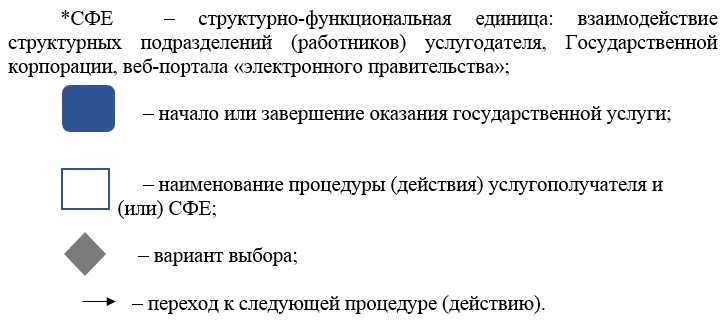 *СФЕ – структурно-функциональная единица: взаимодействие
структурных подразделений (работников) услугодателя, Государственной
корпорации, веб-портала «электронного правительства»;
– начало или завершение оказания государственной услуги;
– наименование процедуры (действия) услугополучателя и
(или) СФЕ;
– вариант выбора;
– переход к следующей процедуре (действию).